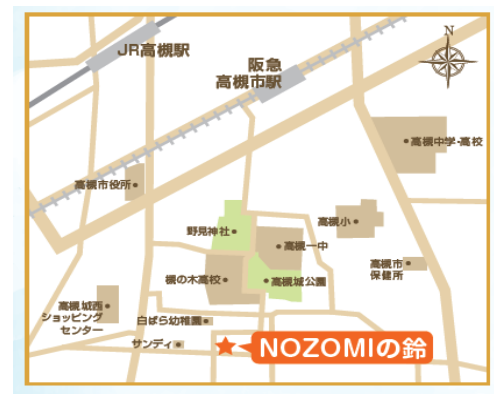 N
JR高槻駅
阪急
高槻市駅
高槻中学・高校
高槻市役所
野見神社
高槻小
高槻一中
高槻市
保健所
槻の木高校
高槻城公園
高槻城西
ショッピング
センター
白ばら幼稚園
サンディ
NOZOMIの鈴